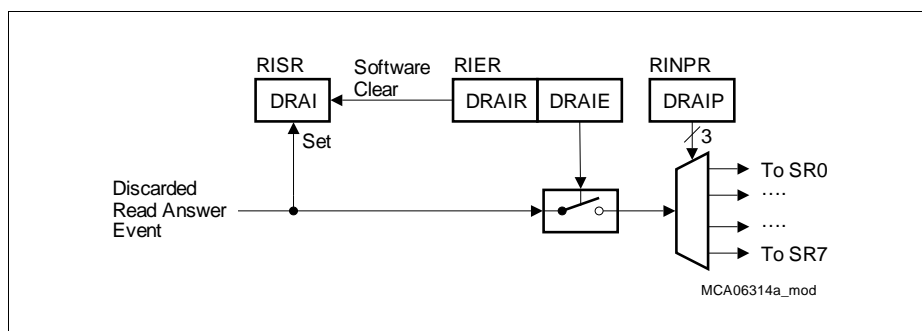 RISR
Software
Clear
RIER
RINPR
DRAI
DRAIR
DRAIE
DRAIP
Set
3
Discarded
Read Answer
Event
To SR0
....
....
To SR7
MCA06314a_mod